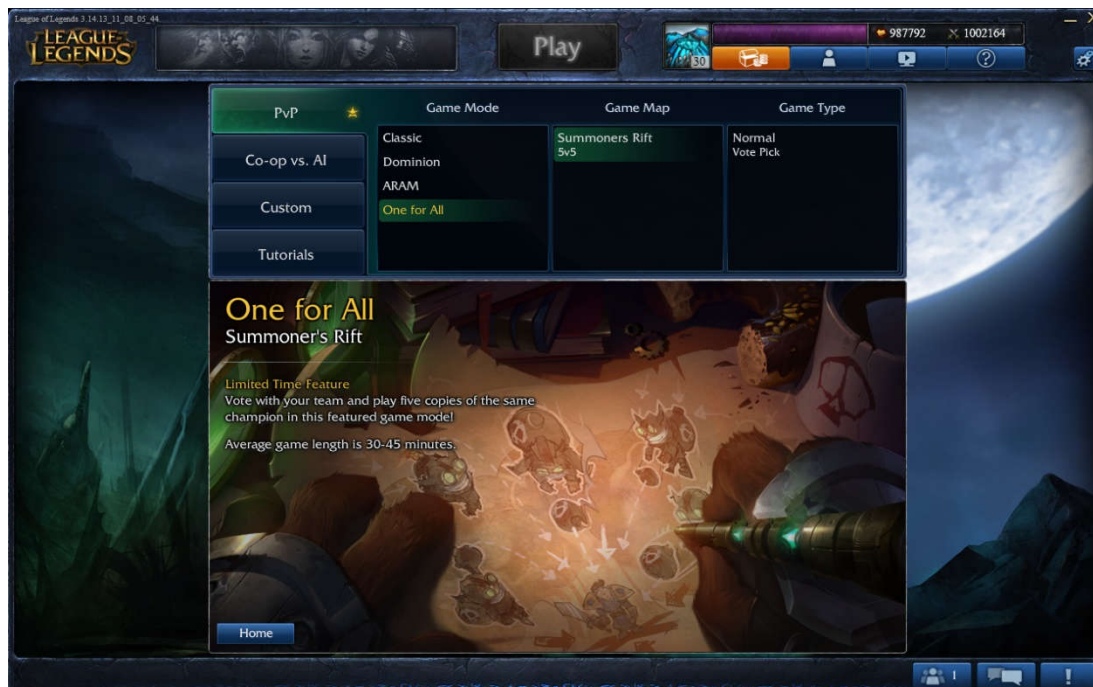 League of Legends 3.14.13_11_08_05_44
LEAGUE OF
LEGENDS
Play
30
987792
1002164
PvP
Co-op vs. AI
Custom
Tutorials
Game Mode
Classic
Dominion
ARAM
One for All
Game Map
Summoners Rift
5v5
Game Type
Normal
Vote Pick
One for All
Summoner's Rift
Limited Time Feature
Vote with your team and play five copies of the same
champion in this featured game mode!
Average game length is 30-45 minutes.
Home
1